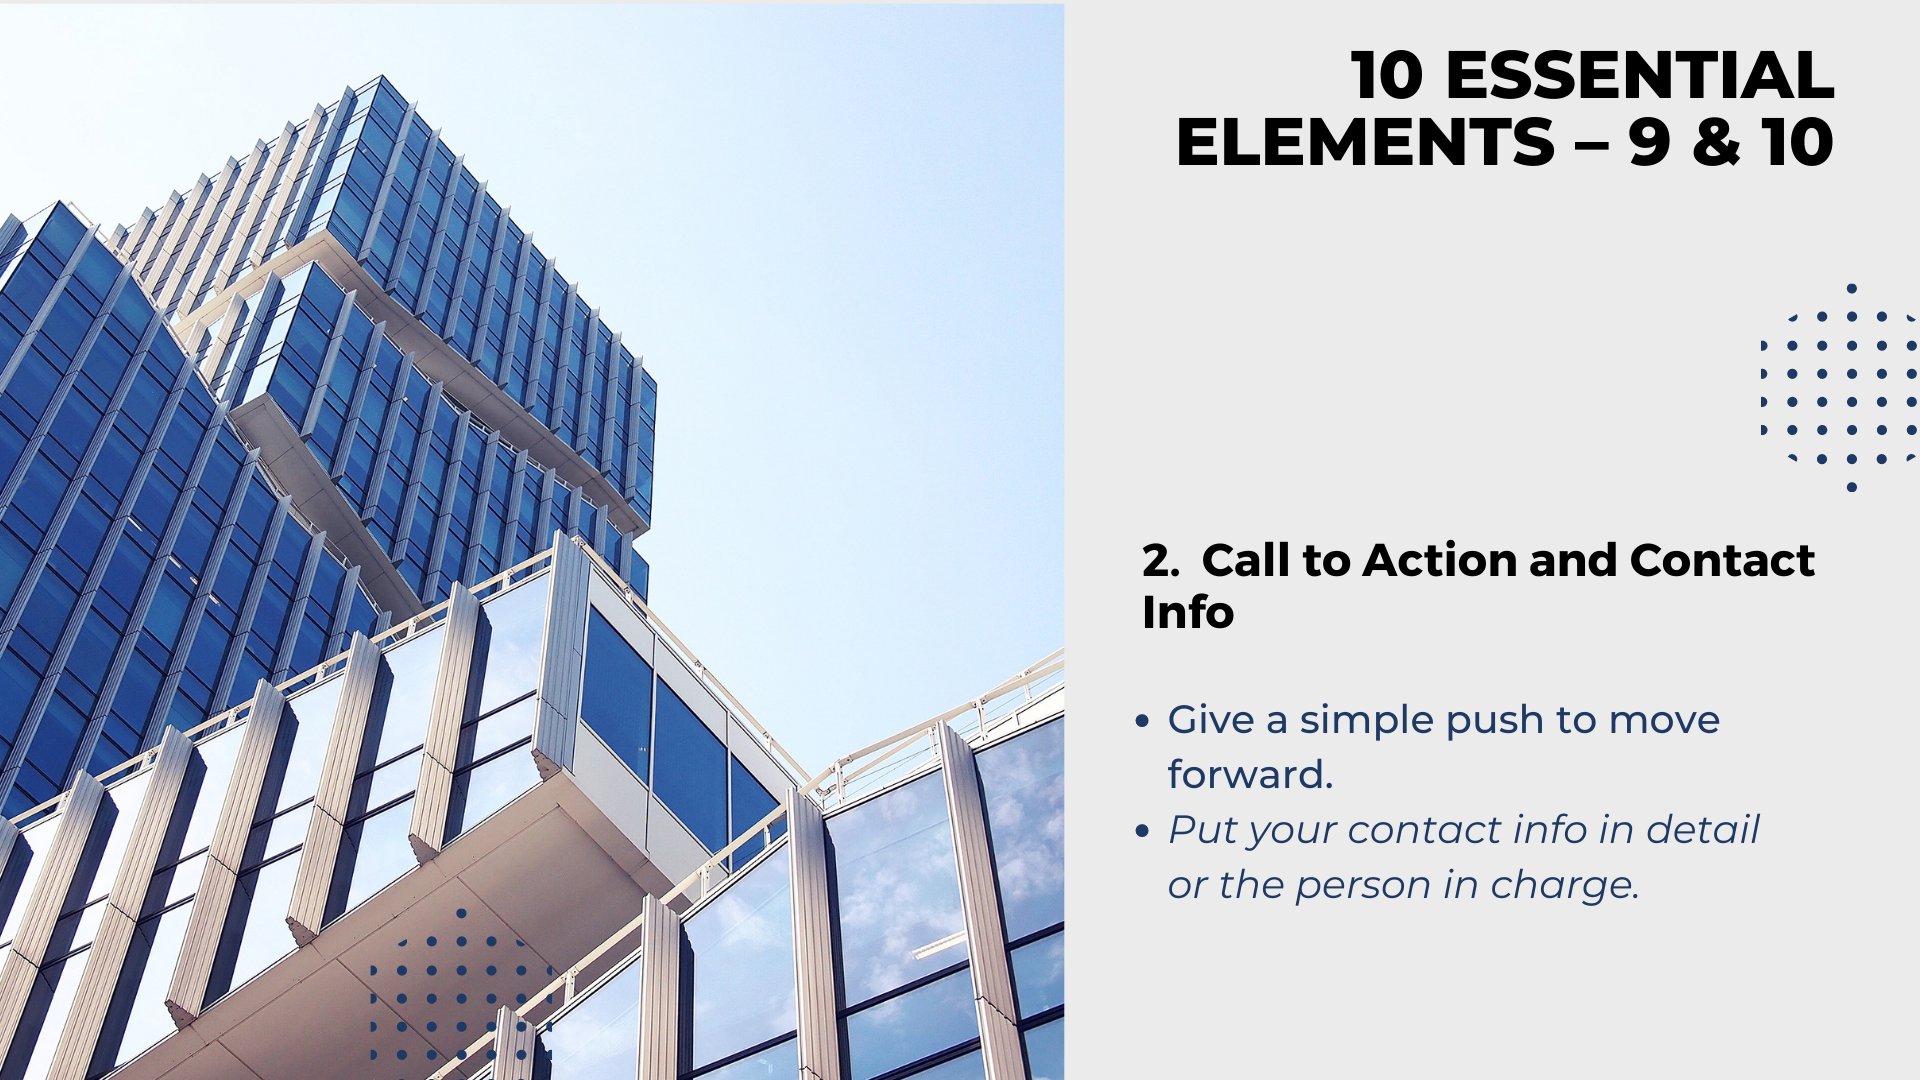 10 ESSENTIAL
ELEMENTS – 9 & 10
2. Call to Action and Contact
Info
• Give a simple push to move
forward.
• Put your contact info in detail
or the person in charge.